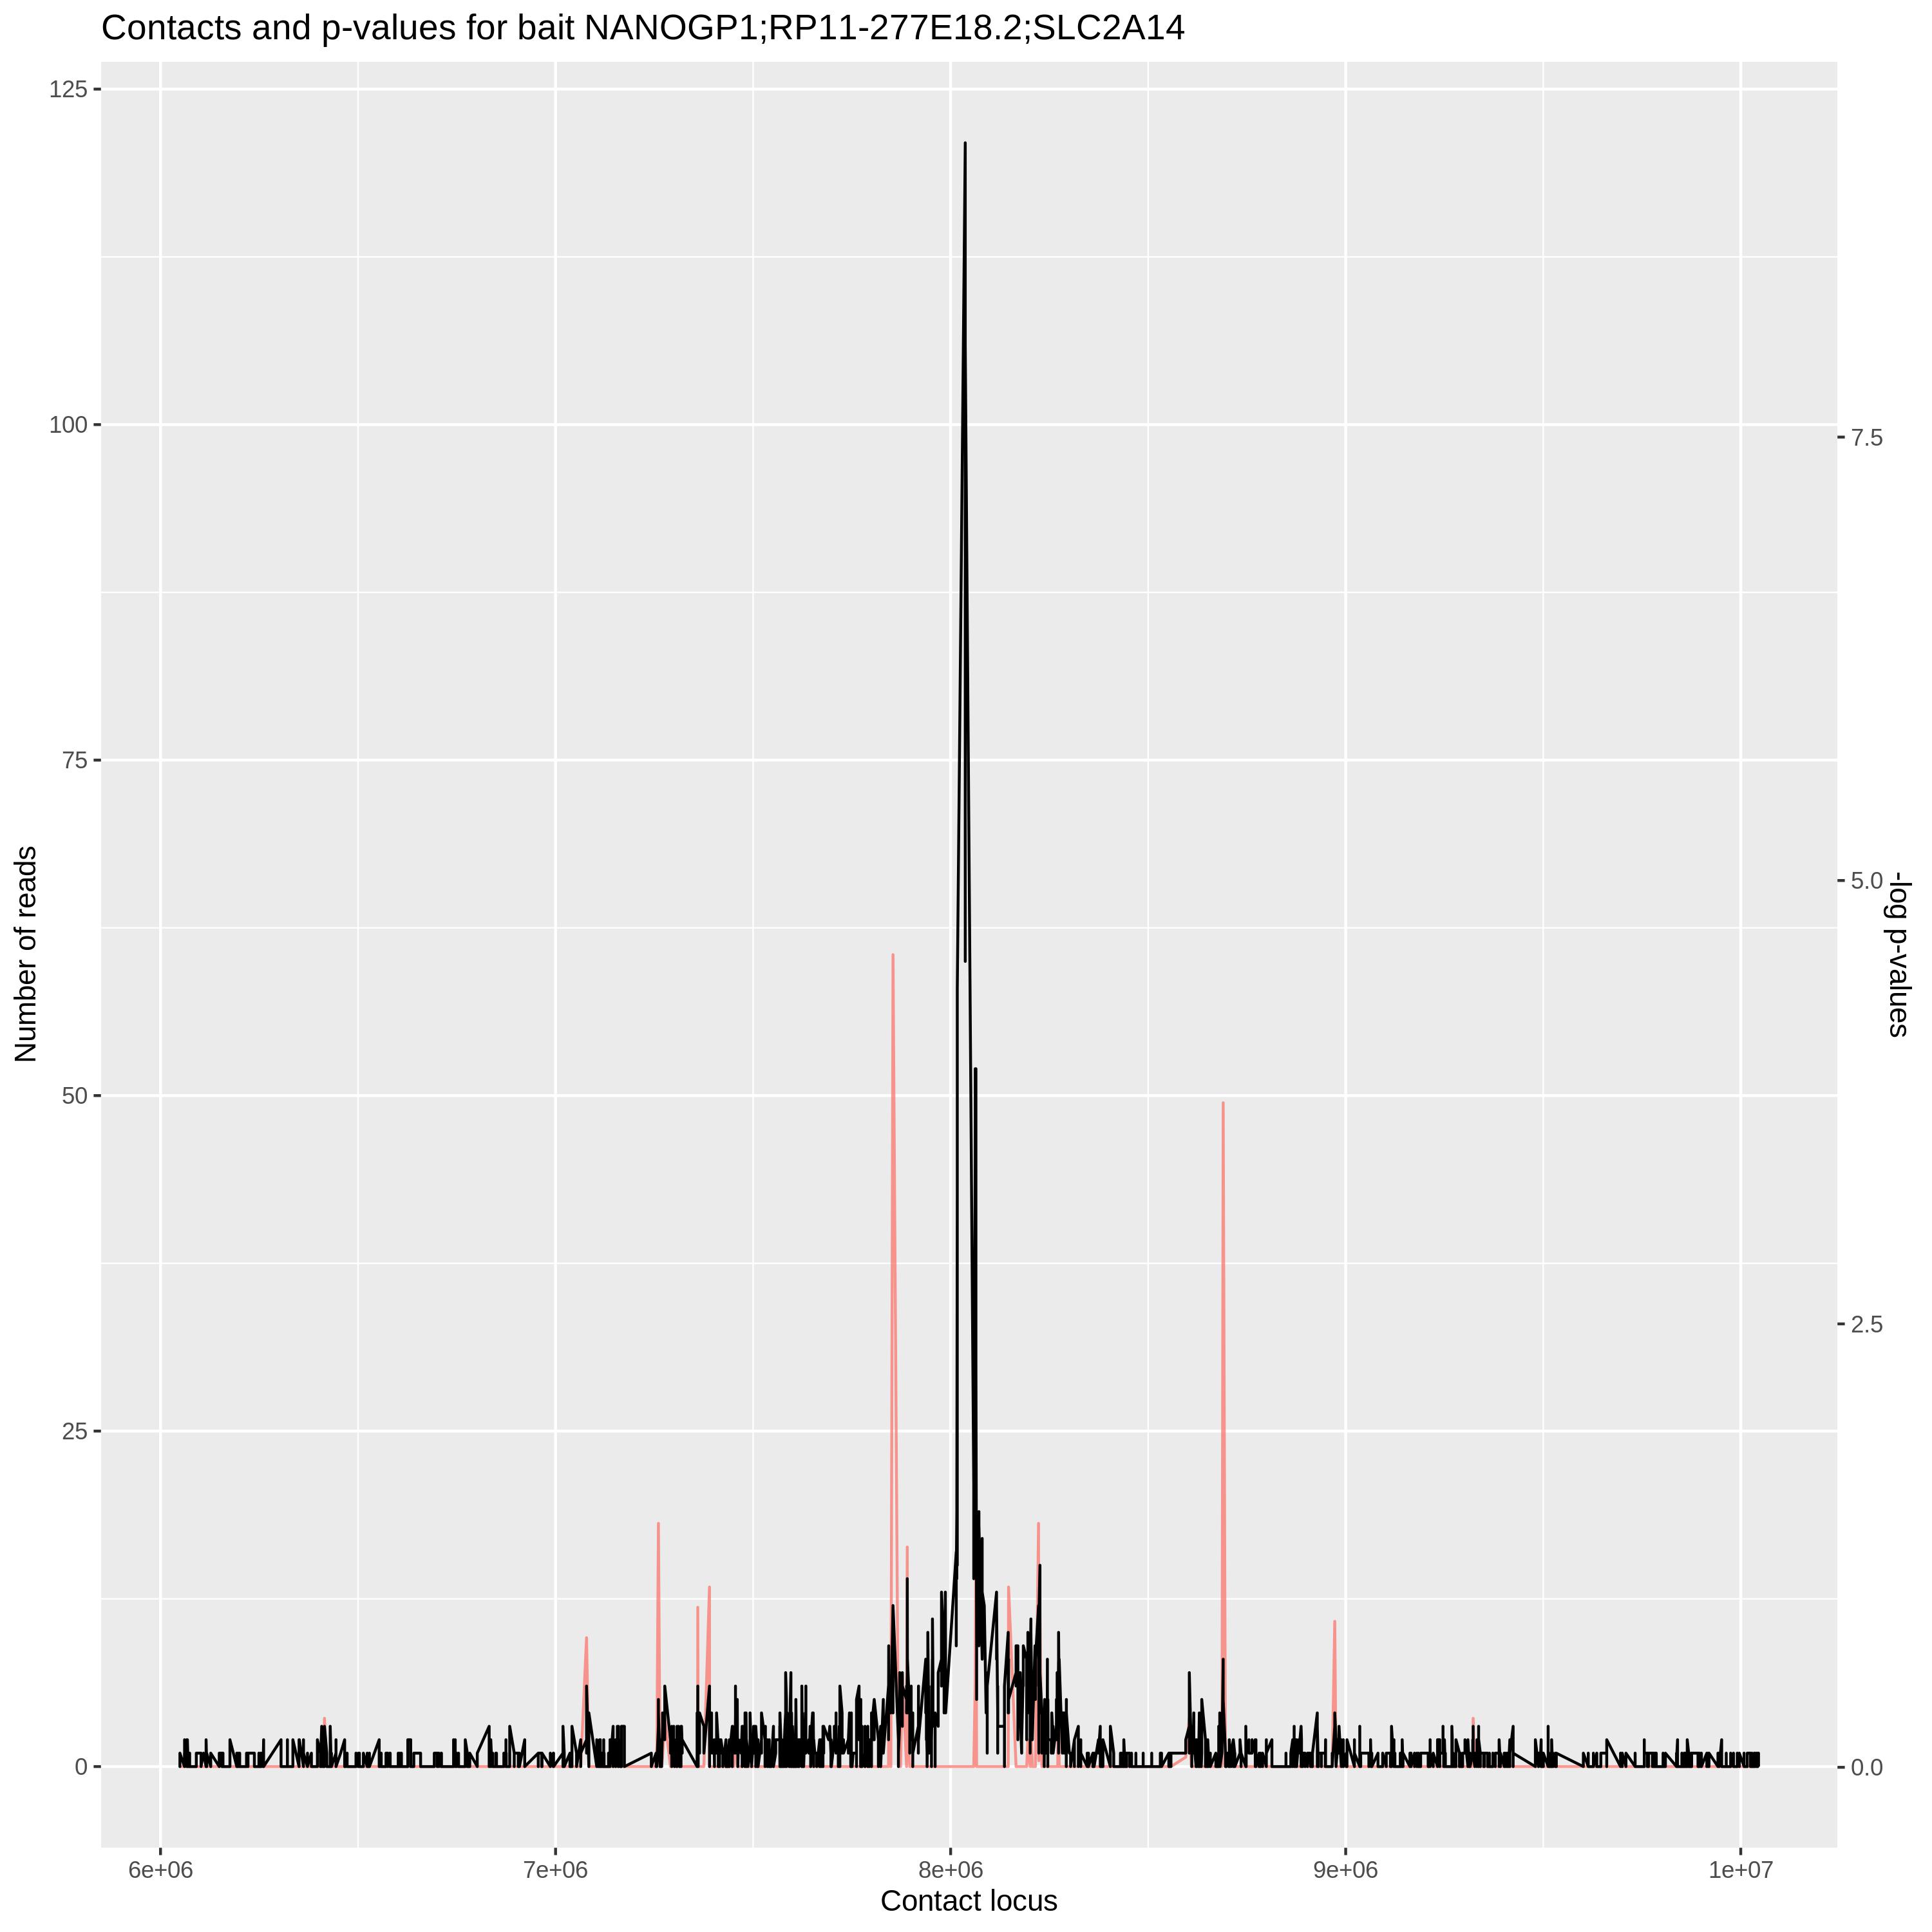 Contacts and p-values for bait NANOGP1;RP11-277E18.2;SLC2A14
125
100
75
50
25
0
Number of reads
7.5
5.0
2.5
0.0
-log p-values
6e+06
7e+06
8e+06
9e+06
1e+07
Contact locus